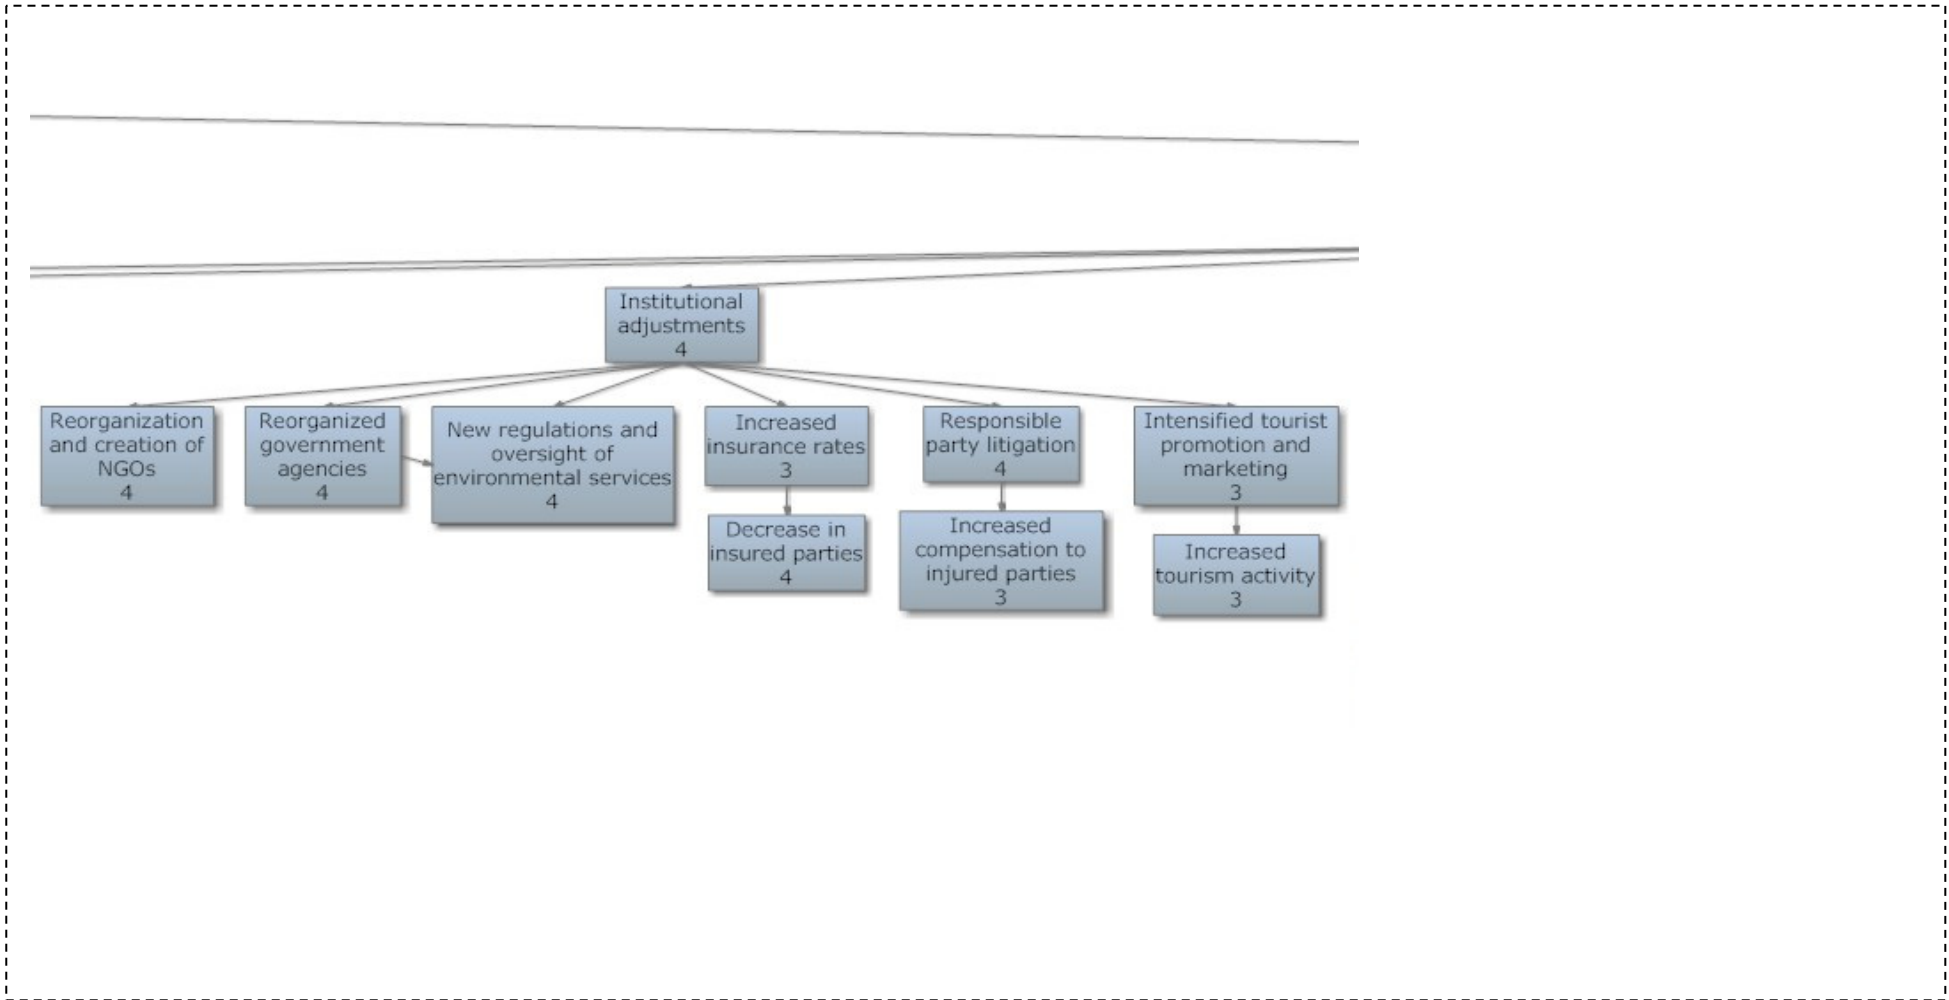 Institutional
adjustments
4
Reorganization
and creation of
NGOs
4
Reorganized
government
agencies
4
New regulations and
oversight of
environmental services
4
Increased
insurance rates
3
Responsible
party litigation
4
Intensified tourist
promotion and
marketing
3
Decrease in
insured parties
4
Increased
compensation to
injured parties
3
Increased
tourism activity
3